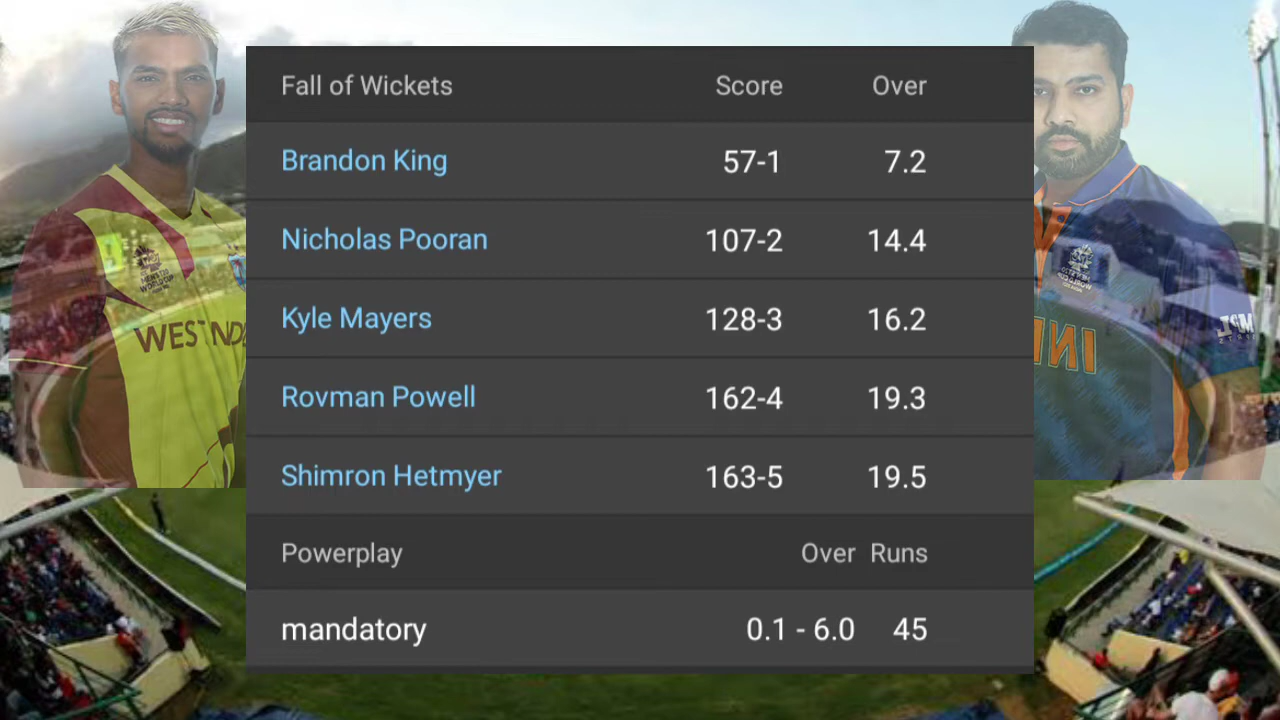 Fall of Wickets Score Over
Brandon King 57-1 7.2
Nicholas Pooran 107-2 14.4
Kyle Mayers 128-3 16.2
Rovman Powell 162-4 19.3
Shimron Hetmyer 163-5 19.5
Powerplay Over Runs
mandatory 0.1 - 6.0 45
WEST IND